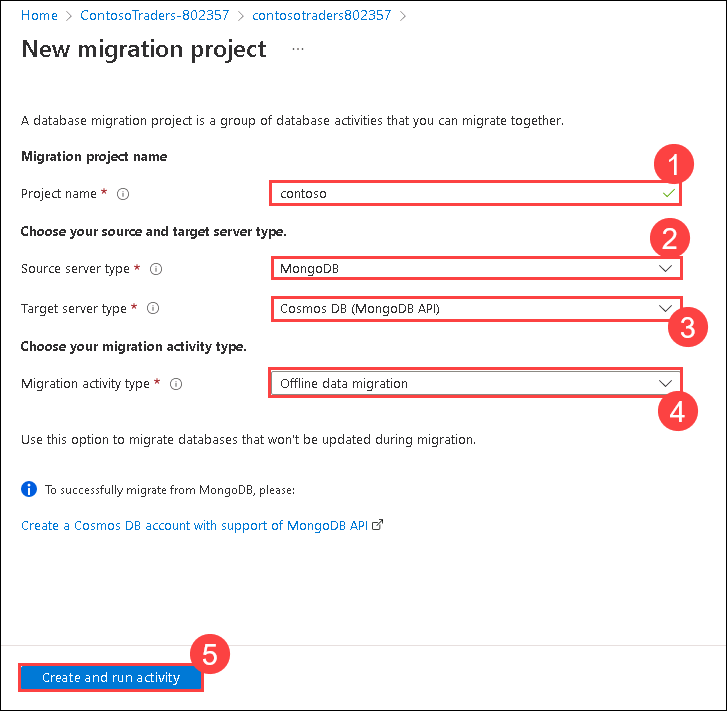 Home > ContosoTraders-802357 > contosotraders802357 >
New migration project ...
A database migration project is a group of database activities that you can migrate together.
Migration project name
1
Project name * contoso
Choose your source and target server type.
2
Source server type * MongoDB
Target server type * Cosmos DB (MongoDB API)
3
Choose your migration activity type.
Migration activity type * Offline data migration
4
Use this option to migrate databases that won't be updated during migration.
To successfully migrate from MongoDB, please:
Create a Cosmos DB account with support of MongoDB API
5
Create and run activity